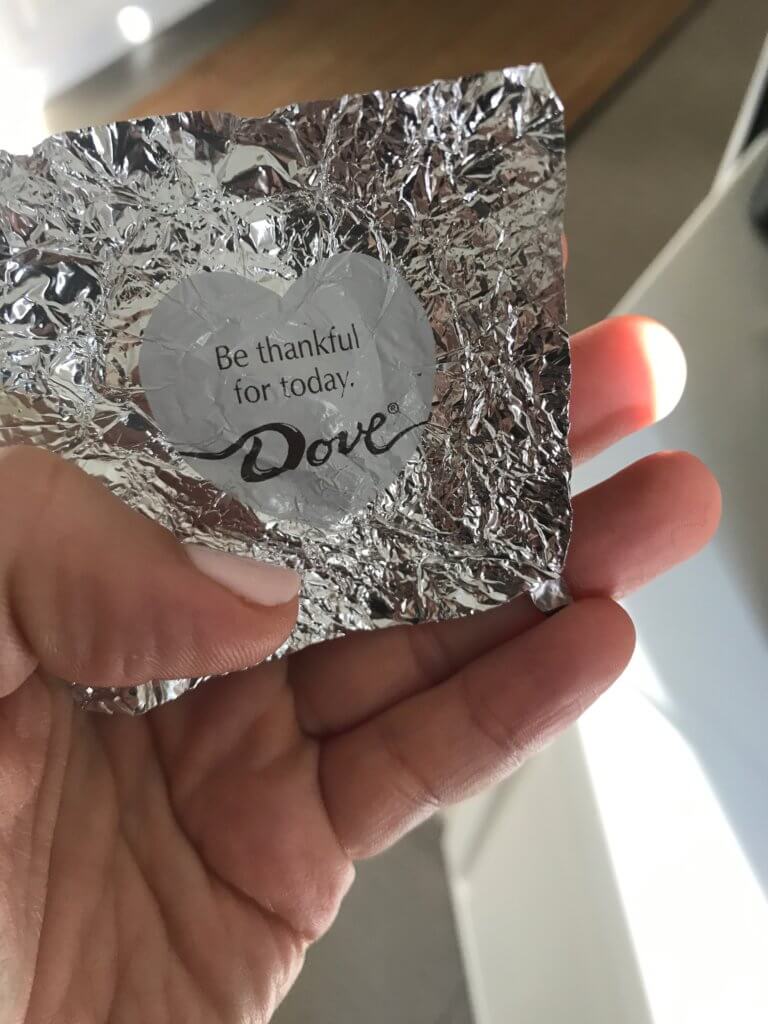 Be thankful
for today.
Dove®